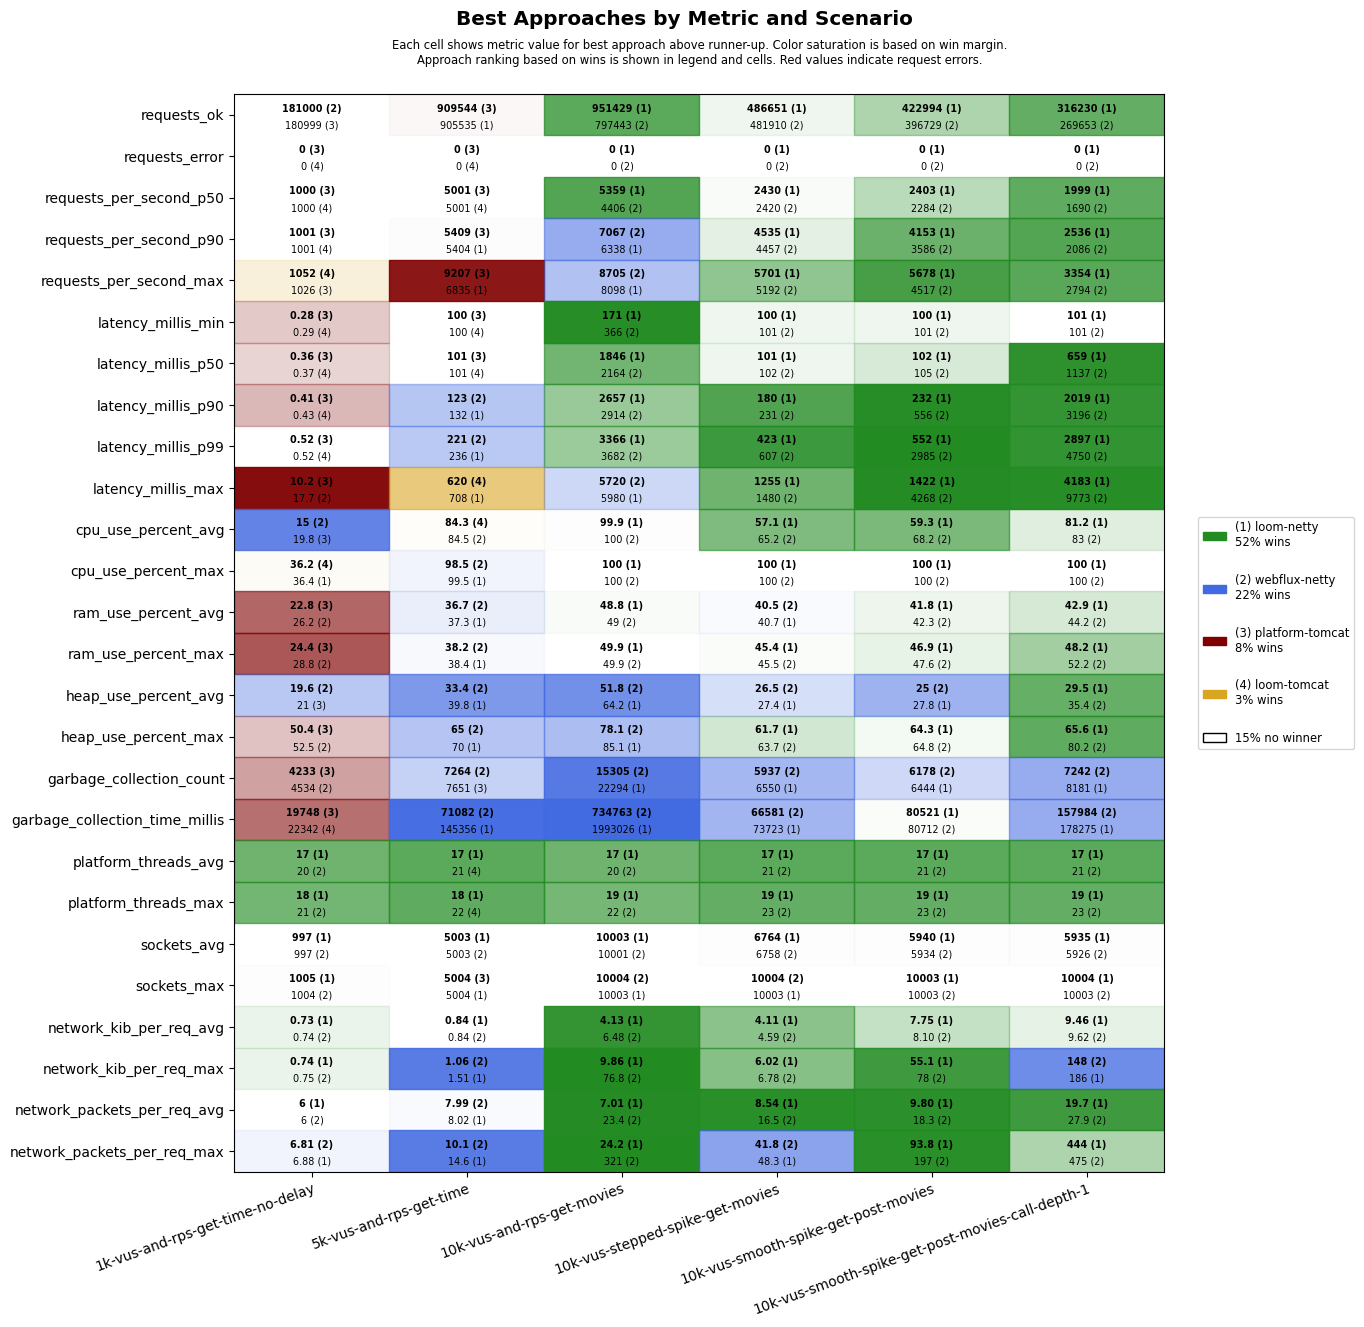 Best Approaches by Metric and Scenario
Each cell shows metric value for best approach above runner-up. Color saturation is based on win margin.
Approach ranking based on wins is shown in legend and cells. Red values indicate request errors.
requests_ok
181000 (2) 909544 (3) 951429 (1) 486651 (1) 422994 (1) 316230 (1)
180999 (3) 905535 (1) 797443 (2) 481910 (2) 396729 (2) 269653 (2)
requests_error
0 (3) 0 (3) 0 (1) 0 (1) 0 (1) 0 (1)
0 (4) 0 (4) 0 (2) 0 (2) 0 (2) 0 (2)
requests_per_second_p50
1000 (3) 5001 (3) 5359 (1) 2430 (1) 2403 (1) 1999 (1)
1000 (4) 5001 (4) 4406 (2) 2420 (2) 2284 (2) 1690 (2)
requests_per_second_p90
1001 (3) 5409 (3) 7067 (2) 4535 (1) 4153 (1) 2536 (1)
1001 (4) 5404 (1) 6338 (1) 4457 (2) 3586 (2) 2086 (2)
requests_per_second_max
1052 (4) 9207 (3) 8705 (2) 5701 (1) 5678 (1) 3354 (1)
1026 (3) 6835 (1) 8098 (1) 5192 (2) 4517 (2) 2794 (2)
latency_millis_min
0.28 (3) 100 (3) 171 (1) 100 (1) 100 (1) 101 (1)
0.29 (4) 100 (4) 366 (2) 101 (2) 101 (2) 101 (2)
latency_millis_p50
0.36 (3) 101 (3) 1846 (1) 101 (1) 102 (1) 659 (1)
0.37 (4) 101 (4) 2164 (2) 102 (2) 105 (2) 1137 (2)
latency_millis_p90
0.41 (3) 123 (2) 2657 (1) 180 (1) 232 (1) 2019 (1)
0.43 (4) 132 (1) 2914 (2) 231 (2) 556 (2) 3196 (2)
latency_millis_p99
0.52 (3) 221 (2) 3366 (1) 423 (1) 552 (1) 2897 (1)
0.52 (4) 236 (1) 3682 (2) 607 (2) 2985 (2) 4750 (2)
latency_millis_max
10.2 (3) 620 (4) 5720 (2) 1255 (1) 1422 (1) 4183 (1)
17.7 (2) 708 (1) 5980 (1) 1480 (2) 4268 (2) 9773 (2)
cpu_use_percent_avg
15 (2) 84.3 (4) 99.9 (1) 57.1 (1) 59.3 (1) 81.2 (1)
19.8 (3) 84.5 (2) 100 (2) 65.2 (2) 68.2 (2) 83 (2)
cpu_use_percent_max
36.2 (4) 98.5 (2) 100 (1) 100 (1) 100 (1) 100 (1)
36.4 (1) 99.5 (1) 100 (2) 100 (2) 100 (2) 100 (2)
ram_use_percent_avg
22.8 (3) 36.7 (2) 48.8 (1) 40.5 (2) 41.8 (1) 42.9 (1)
26.2 (2) 37.3 (1) 49 (2) 40.7 (1) 42.3 (2) 44.2 (2)
ram_use_percent_max
24.4 (3) 38.2 (2) 49.9 (1) 45.4 (1) 46.9 (1) 48.2 (1)
28.8 (2) 38.4 (1) 49.9 (2) 45.5 (2) 47.6 (2) 52.2 (2)
heap_use_percent_avg
19.6 (2) 33.4 (2) 51.8 (2) 26.5 (2) 25 (2) 29.5 (1)
21 (3) 39.8 (1) 64.2 (1) 27.4 (1) 27.8 (1) 35.4 (2)
heap_use_percent_max
50.4 (3) 65 (2) 78.1 (2) 61.7 (1) 64.3 (1) 65.6 (1)
52.5 (2) 70 (1) 85.1 (1) 63.7 (2) 64.8 (2) 80.2 (2)
garbage_collection_count
4233 (3) 7264 (2) 15305 (2) 5937 (2) 6178 (2) 7242 (2)
4534 (2) 7651 (3) 22294 (1) 6550 (1) 6444 (1) 8181 (1)
garbage_collection_time_millis
19748 (3) 71082 (2) 734763 (2) 66581 (2) 80521 (1) 157984 (2)
22342 (4) 145356 (1) 1993026 (1) 73723 (1) 80712 (2) 178275 (1)
platform_threads_avg
17 (1) 17 (1) 17 (1) 17 (1) 17 (1) 17 (1)
20 (2) 21 (4) 20 (2) 21 (2) 21 (2) 21 (2)
platform_threads_max
18 (1) 18 (1) 19 (1) 19 (1) 19 (1) 19 (1)
21 (2) 22 (4) 22 (2) 23 (2) 23 (2) 23 (2)
sockets_avg
997 (1) 5003 (1) 10003 (1) 6764 (1) 5940 (1) 5935 (1)
997 (2) 5003 (2) 10001 (2) 6758 (2) 5934 (2) 5926 (2)
sockets_max
1005 (1) 5004 (3) 10004 (2) 10004 (2) 10003 (1) 10004 (1)
1004 (2) 5004 (1) 10003 (1) 10003 (1) 10003 (2) 10003 (2)
network_kib_per_req_avg
0.73 (1) 0.84 (1) 4.13 (1) 4.11 (1) 7.75 (1) 9.46 (1)
0.74 (2) 0.84 (2) 6.48 (2) 4.59 (2) 8.10 (2) 9.62 (2)
network_kib_per_req_max
0.74 (1) 1.06 (2) 9.86 (1) 6.02 (1) 55.1 (1) 148 (2)
0.75 (2) 1.51 (1) 76.8 (2) 6.78 (2) 78 (2) 186 (1)
network_packets_per_req_avg
6 (1) 7.99 (2) 7.01 (1) 8.54 (1) 9.80 (1) 19.7 (1)
6 (2) 8.02 (1) 23.4 (2) 16.5 (2) 18.3 (2) 27.9 (2)
network_packets_per_req_max
6.81 (2) 10.1 (2) 24.2 (1) 41.8 (2) 93.8 (1) 444 (1)
6.88 (1) 14.6 (1) 321 (2) 48.3 (1) 197 (2) 475 (2)
1k-vus-and-rps-get-time-no-delay
5k-vus-and-rps-get-time
10k-vus-and-rps-get-movies
10k-vus-stepped-spike-get-movies
10k-vus-smooth-spike-get-post-movies
10k-vus-smooth-spike-get-post-movies-call-depth-1
(1) loom-netty
52% wins
(2) webflux-netty
22% wins
(3) platform-tomcat
8% wins
(4) loom-tomcat
3% wins
15% no winner